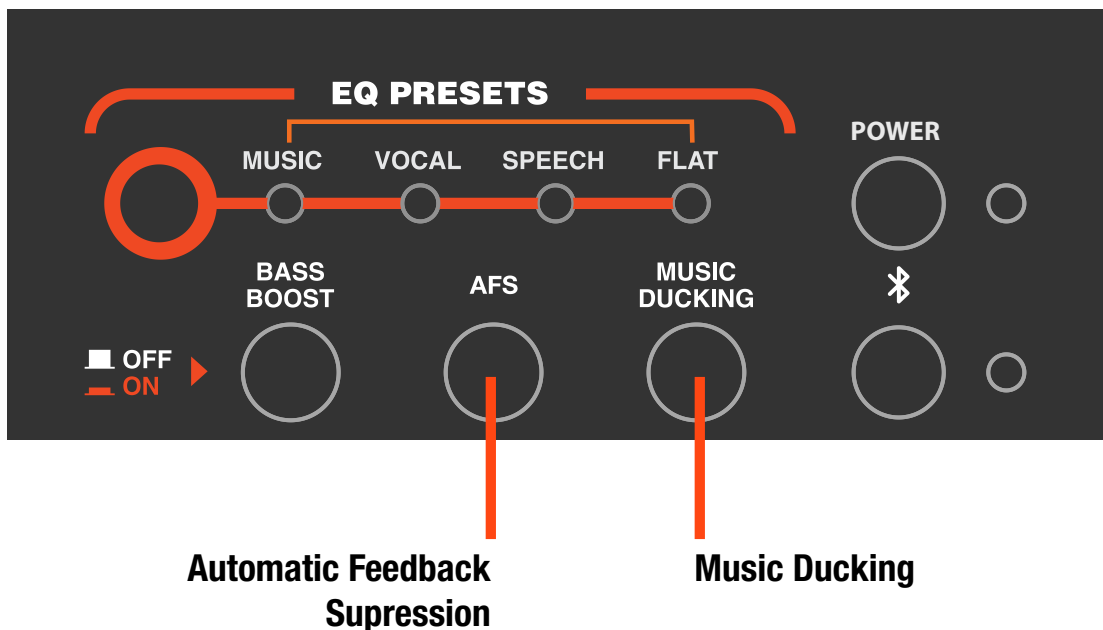 EQ PRESETS
POWER
MUSIC VOCAL SPEECH FLAT
BASS
BOOST
AFS
MUSIC
DUCKING
OFF
ON
Automatic Feedback
Supression
Music Ducking